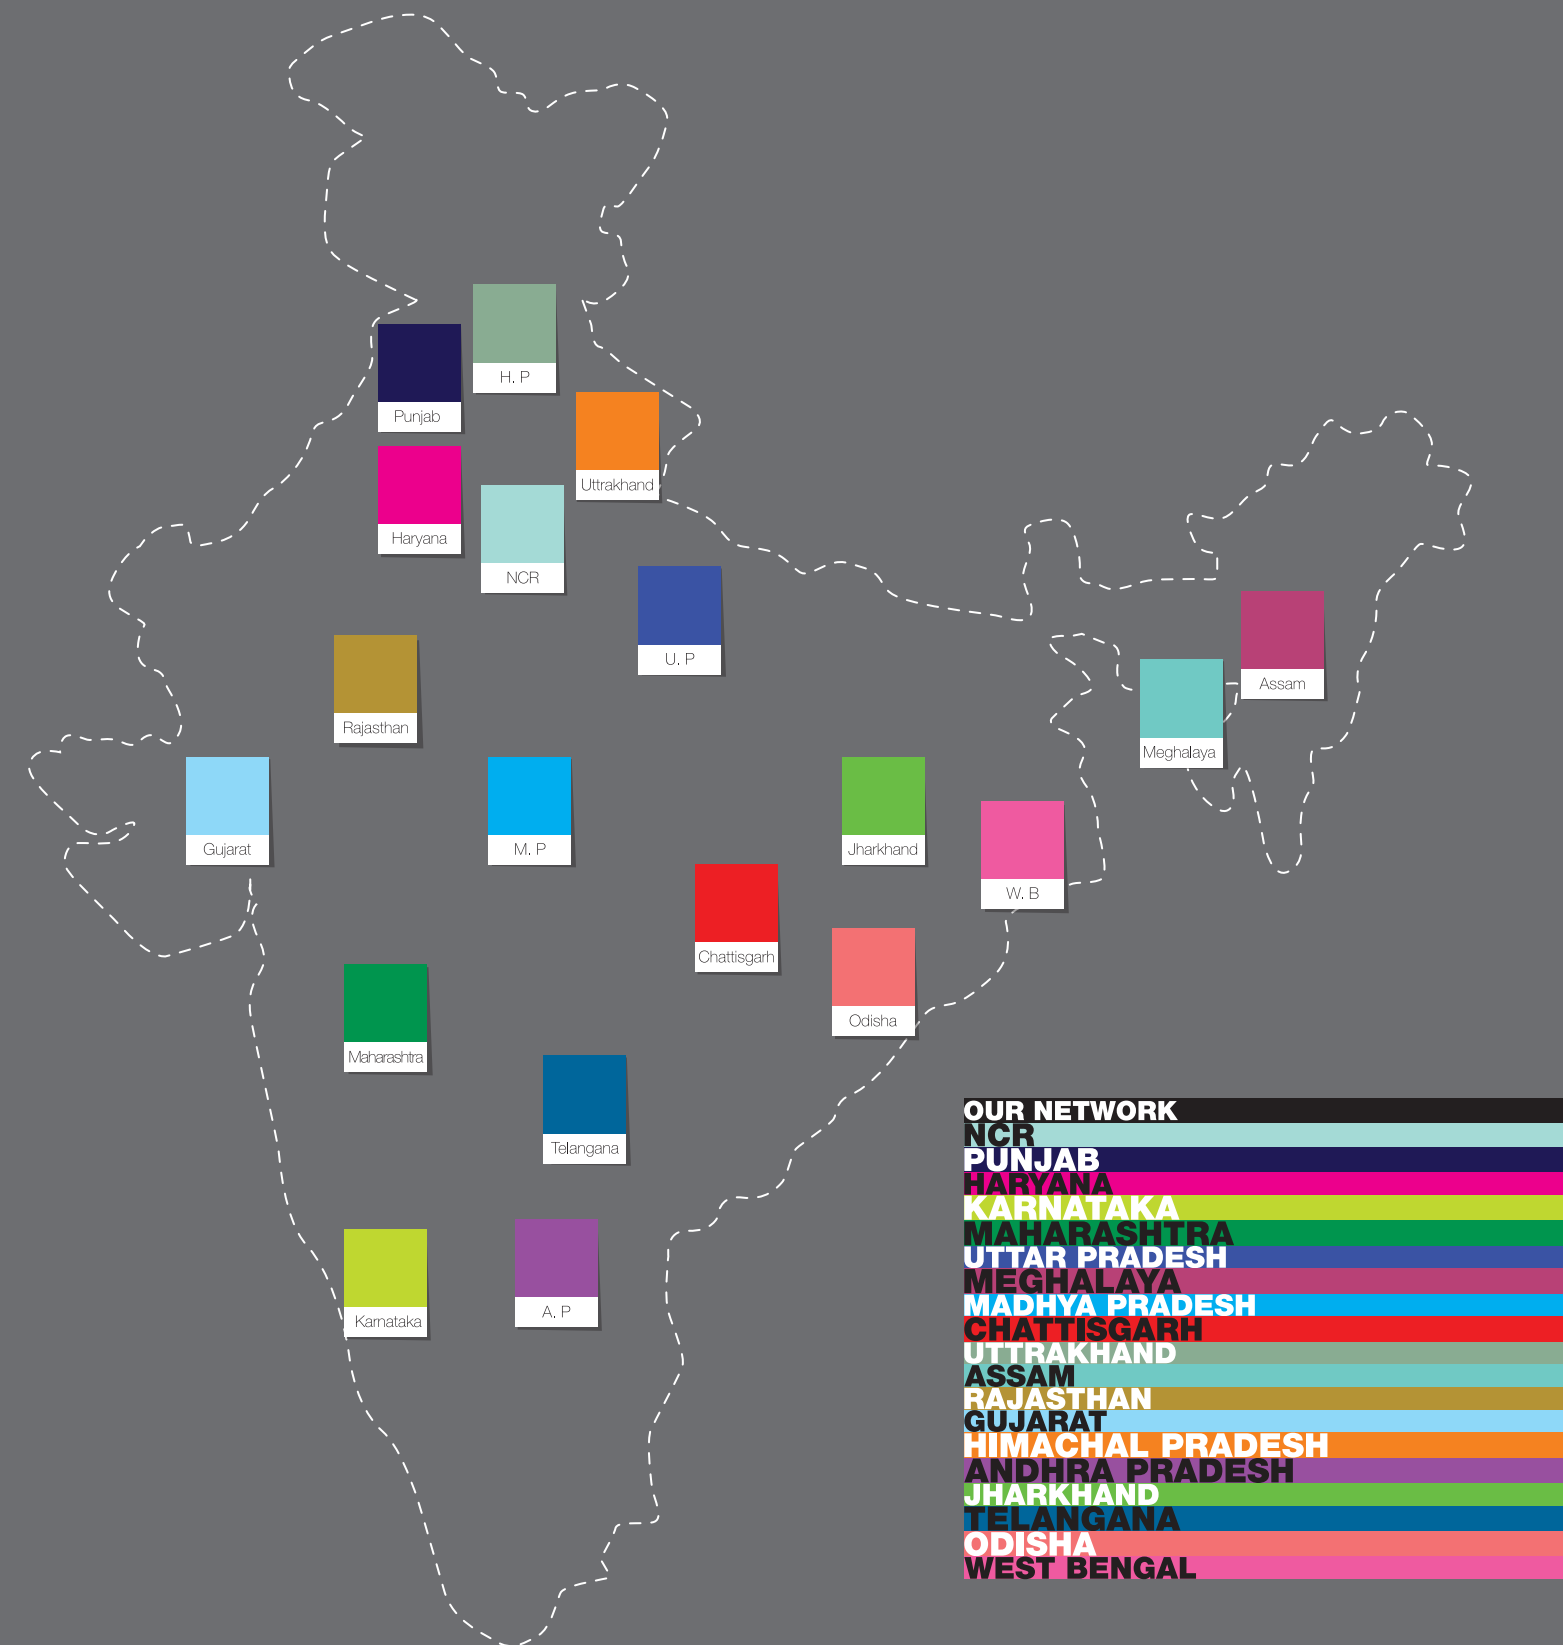 H. P
Punjab
Uttrakhand
Haryana
NCR
U. P
Assam
Rajasthan
Meghalaya
Gujarat
M. P
Jharkhand
W. B
Chattisgarh
Odisha
Maharashtra
Telangana
A. P
Karnataka
OUR NETWORK
NCR
PUNJAB
HARYANA
KARNATAKA
MAHARASHTRA
UTTAR PRADESH
MEGHALAYA
MADHYA PRADESH
CHATTISGARH
UTTRAKHAND
ASSAM
RAJASTHAN
GUJARAT
HIMACHAL PRADESH
ANDHRA PRADESH
JHARKHAND
TELANGANA
ODISHA
WEST BENGAL